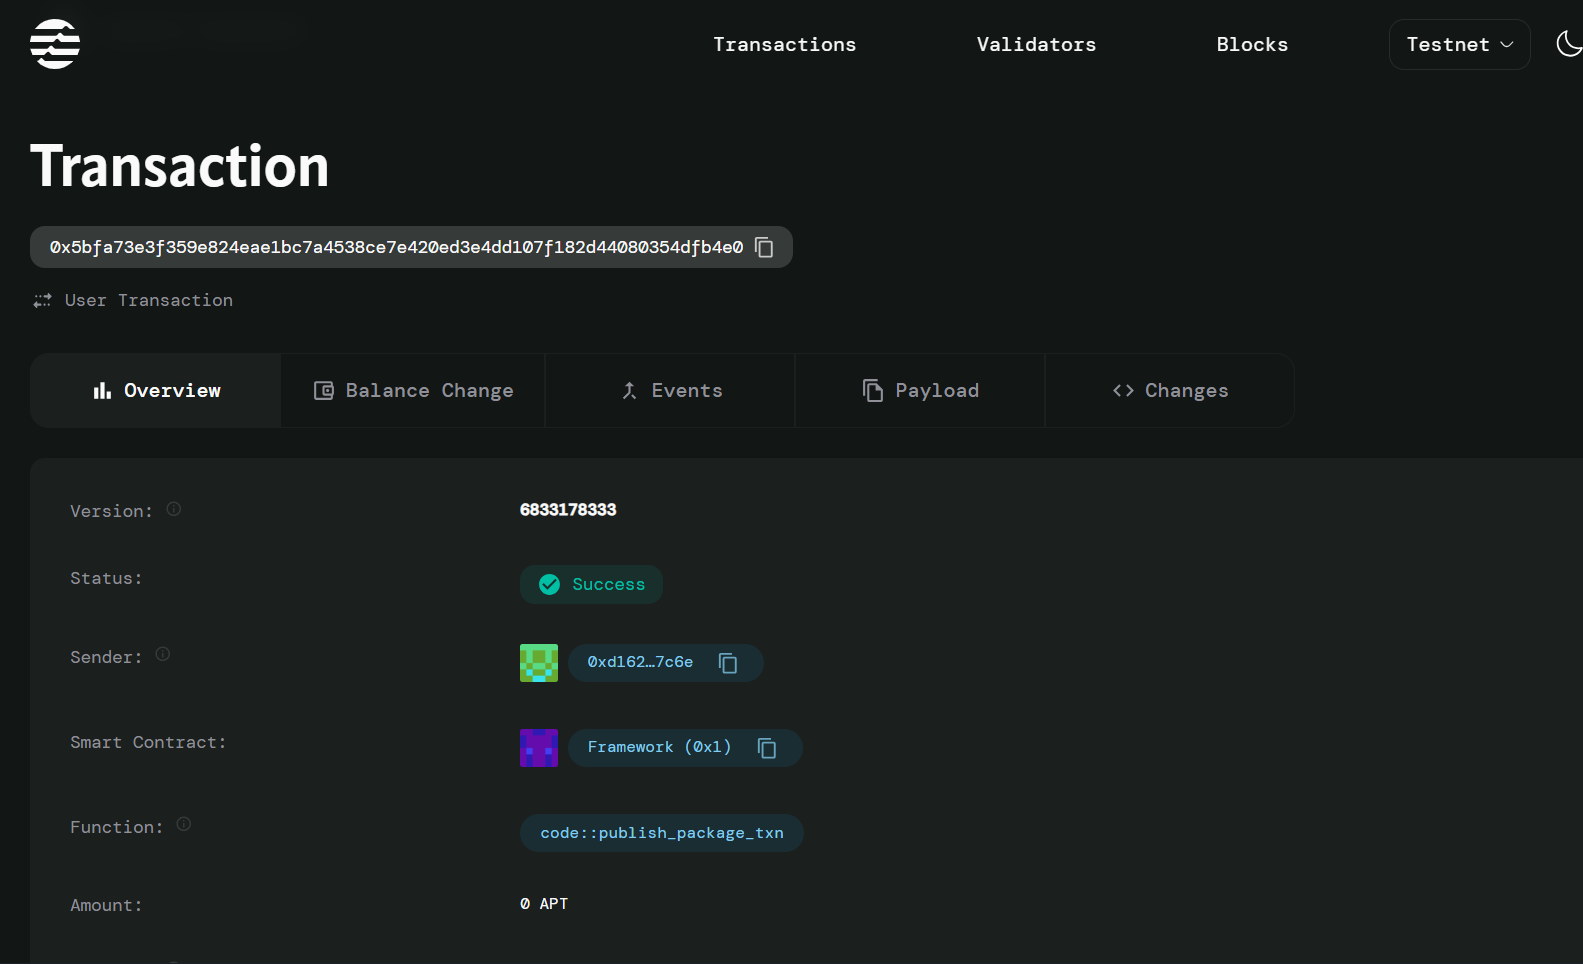 Transactions
Validators
Blocks
Testnet
Transaction
0x5bfa73e3f359e824eae1bc7a4538ce7e420ed3e4dd107f182d44080354dfb4e0
User Transaction
Overview
Balance Change
Events
Payload
Changes
Version:
6833178333
Status:
Success
Sender:
0xd162…7c6e
Smart Contract:
Framework (0x1)
Function:
code::publish_package_txn
Amount:
0 APT